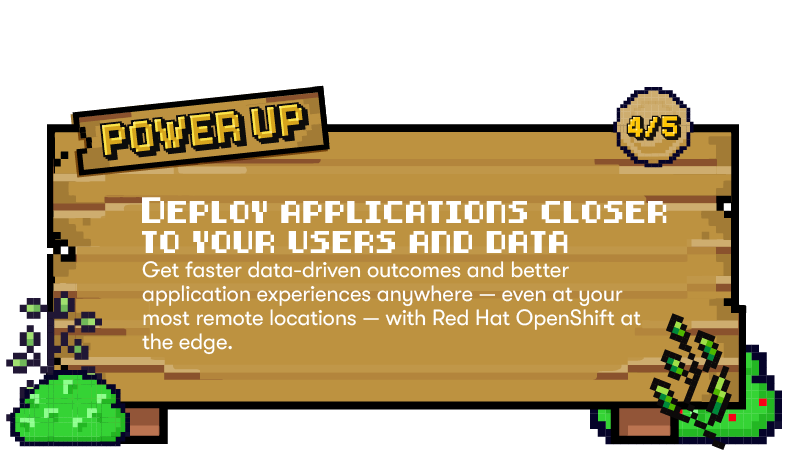 POWER UP
4/5
DEPLOY APPLICATIONS CLOSER
TO YOUR USERS AND DATA
Get faster data-driven outcomes and better
application experiences anywhere — even at your
most remote locations — with Red Hat OpenShift at
the edge.